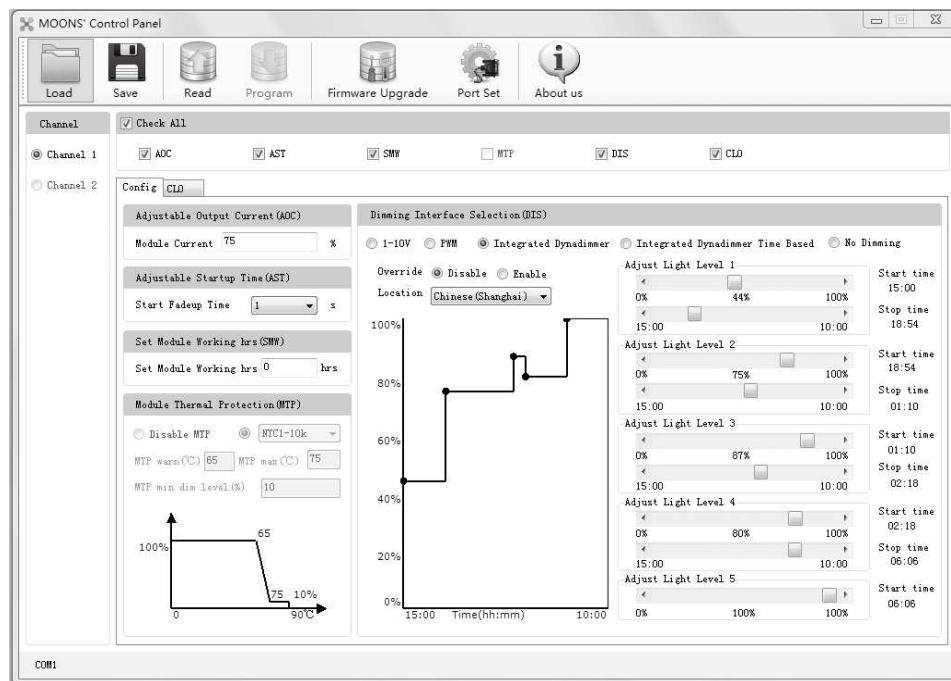 MOONS' Control Panel
Load Save Read Program Firmware Upgrade Port Set About us
Channel
Channel 1
Channel 2
Check All
AOC AST SMW MTP DIS CLO
Config CLO
Adjustable Output Current(AOC)
Module Current 75 %
Adjustable Startup Time(AST)
Start Fadeup Time 1 s
Set Module Working hrs(SMW)
Set Module Working hrs 0 hrs
Module Thermal Protection(MTP)
Disable MTP NTC1-10k
MTP warn(℃) 65 MTP max(℃) 75
MTP min dim level(%) 10
100%
65
75 10%
0 90℃
Dimming Interface Selection(DIS)
1-10V PWM Integrated Dynadimmer Integrated Dynadimmer Time Based No Dimming
Override Disable Enable
Location Chinese(Shanghai)
100%
80%
60%
40%
20%
0%
15:00 Time(hh:mm) 10:00
Adjust Light Level 1
0% 44% 100%
15:00 10:00
Start time
15:00
Stop time
18:54
Adjust Light Level 2
0% 75% 100%
15:00 10:00
Start time
18:54
Stop time
01:10
Adjust Light Level 3
0% 87% 100%
15:00 10:00
Start time
01:10
Stop time
02:18
Adjust Light Level 4
0% 80% 100%
15:00 10:00
Start time
02:18
Stop time
06:06
Adjust Light Level 5
0% 100% 100%
Start time
06:06
COM1